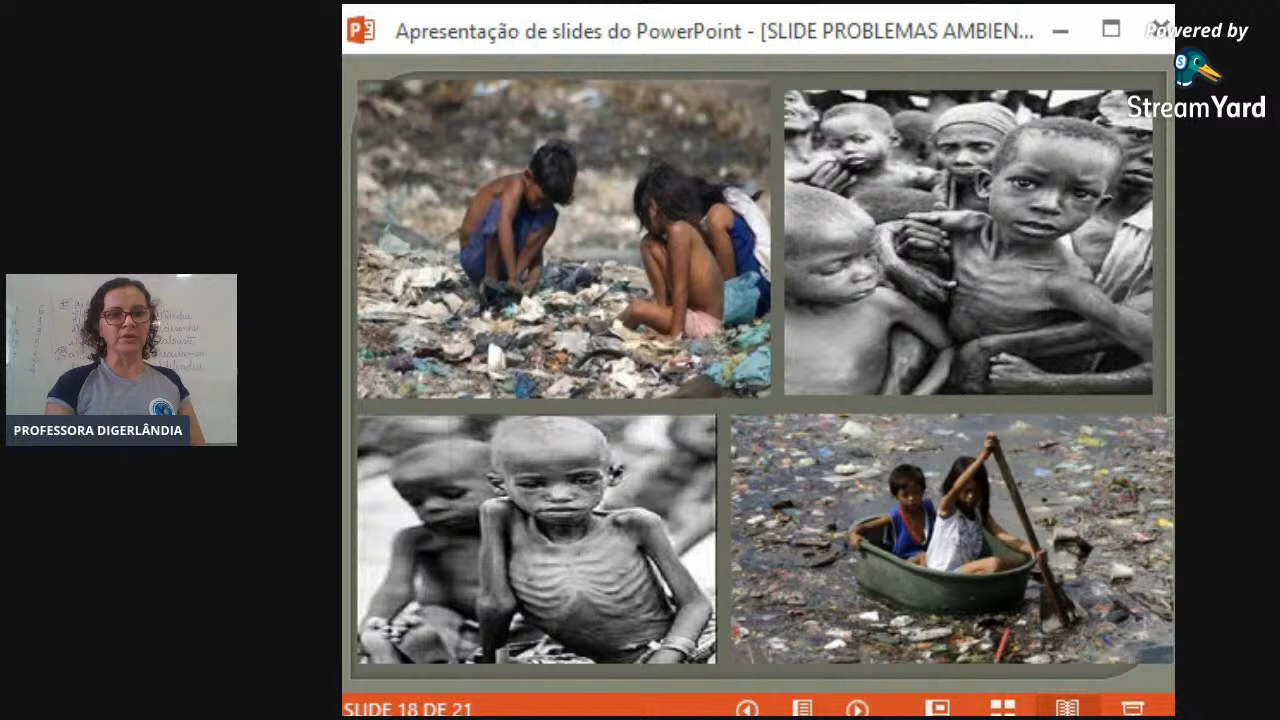 Apresentação de slides do PowerPoint - [SLIDE PROBLEMAS AMBIEN...
Powered by
StreamYard
PROFESSORA DIGERLÂNDIA
SLIDE 18 DE 21